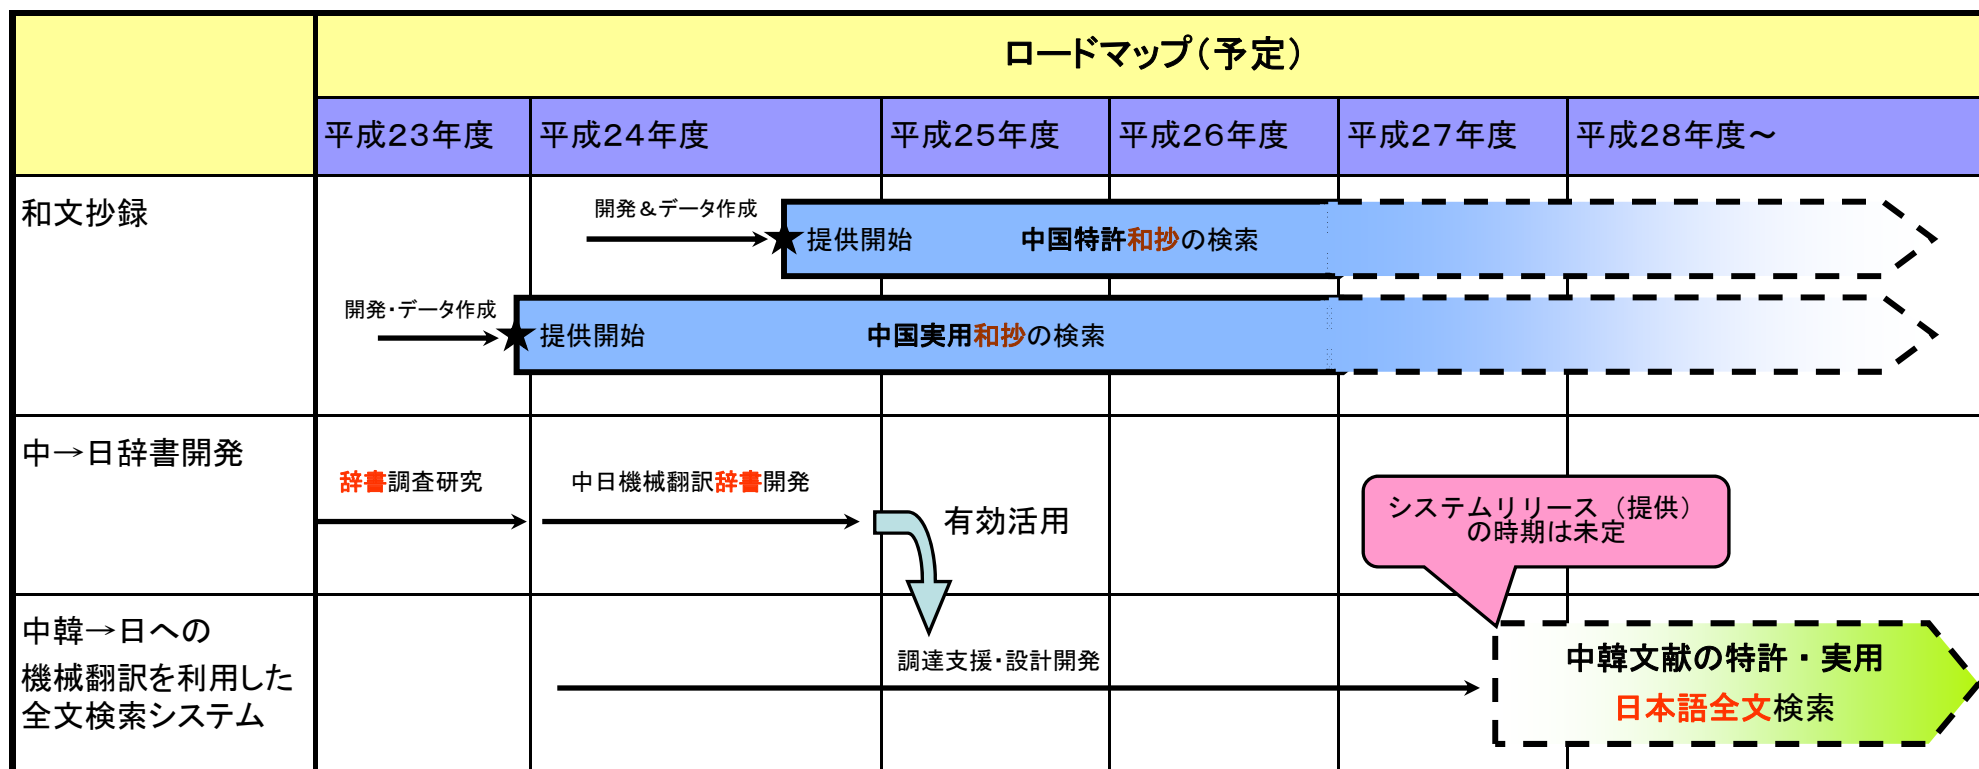 ロードマップ（予定）
平成23年度
平成24年度
平成25年度
平成26年度
平成27年度
平成28年度～
和文抄録
開発＆データ作成
★提供開始
中国特許和抄の検索
開発・データ作成
★提供開始
中国実用和抄の検索
中→日辞書開発
辞書調査研究
中日機械翻訳辞書開発
有効活用
システムリリース（提供）
の時期は未定
中韓→日への
機械翻訳を利用した
全文検索システム
調達支援・設計開発
中韓文献の特許・実用
日本語全文検索